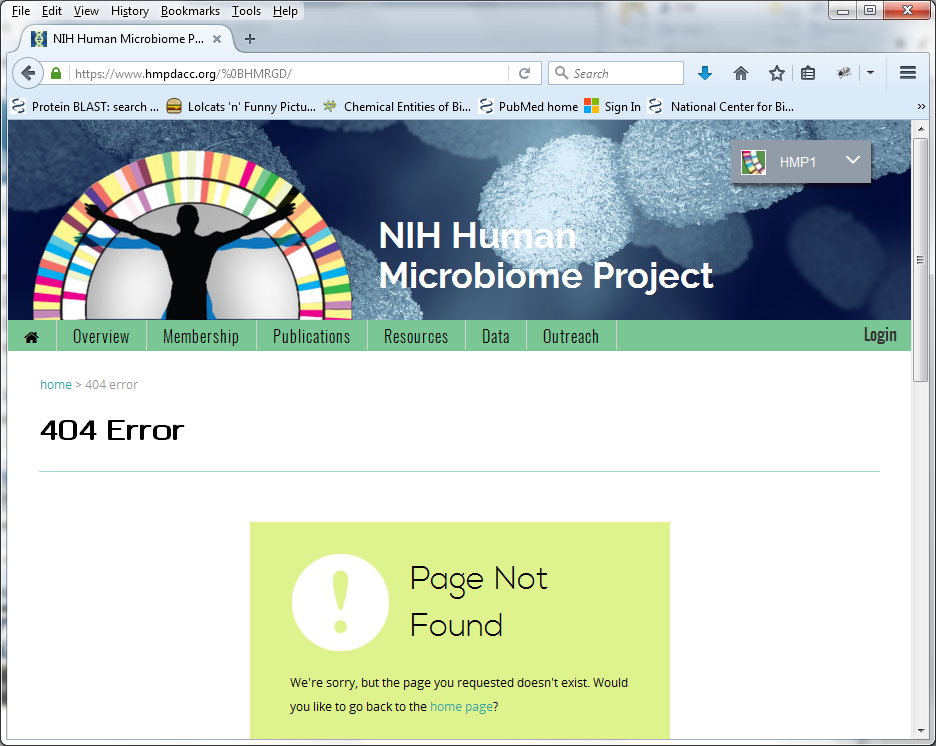 File Edit View History Bookmarks Tools Help
NIH Human Microbiome P...
https://www.hmpdacc.org/%0BHMRGD/
Search
Protein BLAST: search ... Lolcats 'n' Funny Pictu... Chemical Entities of Bi... PubMed home Sign In National Center for Bi... »
HMP1
NIH Human
Microbiome Project
Overview Membership Publications Resources Data Outreach Login
home > 404 error
404 Error
!
Page Not
Found
We're sorry, but the page you requested doesn't exist. Would
you like to go back to the home page?